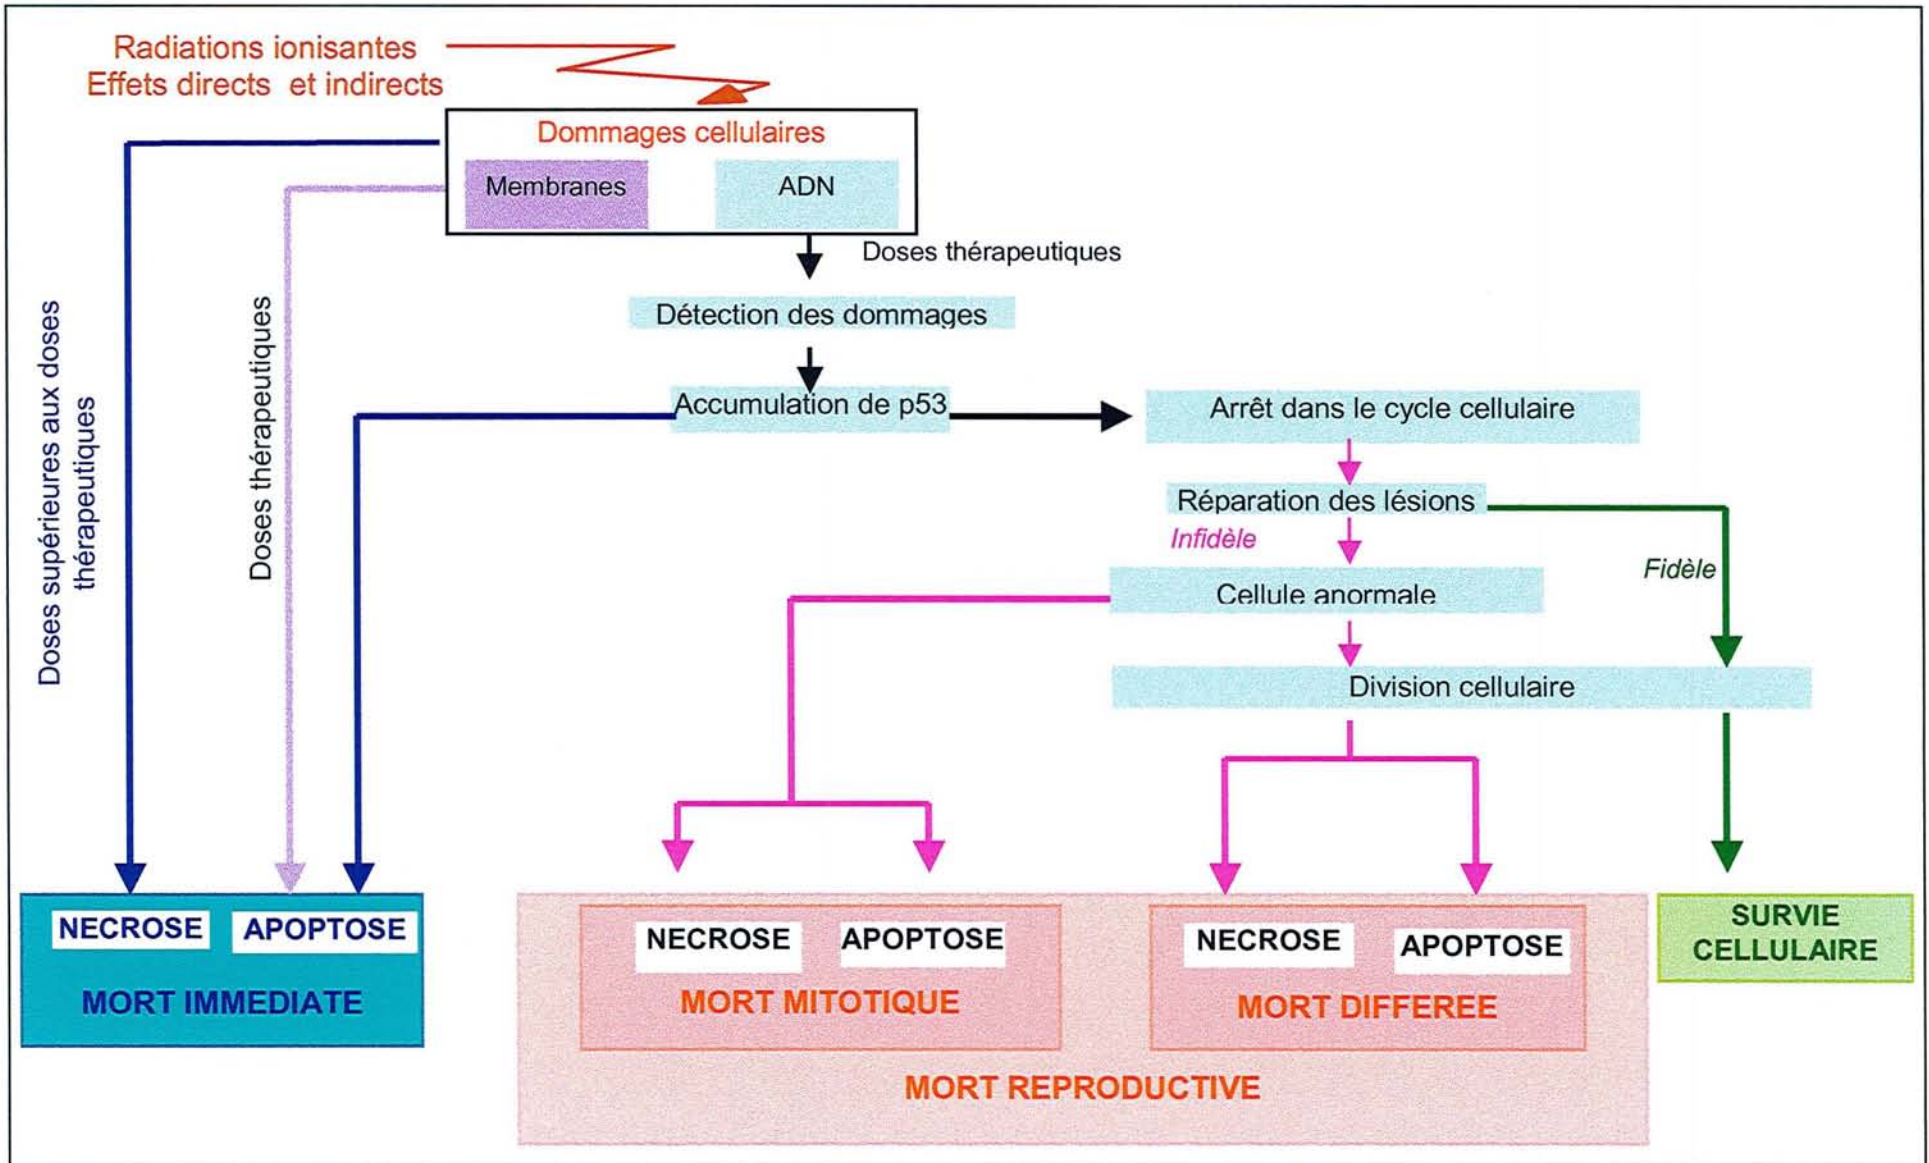 Radiations ionisantes
Effets directs et indirects
Dommages cellulaires
Membranes
ADN
Doses thérapeutiques
Détection des dommages
Doses supérieures aux doses
thérapeutiques
Doses thérapeutiques
Accumulation de p53
Arrêt dans le cycle cellulaire
Réparation des lésions
Infidèle
Fidèle
Cellule anormale
Division cellulaire
NECROSE
APOPTOSE
MORT IMMEDIATE
NECROSE
APOPTOSE
MORT MITOTIQUE
NECROSE
APOPTOSE
MORT DIFFEREE
MORT REPRODUCTIVE
SURVIE
CELLULAIRE